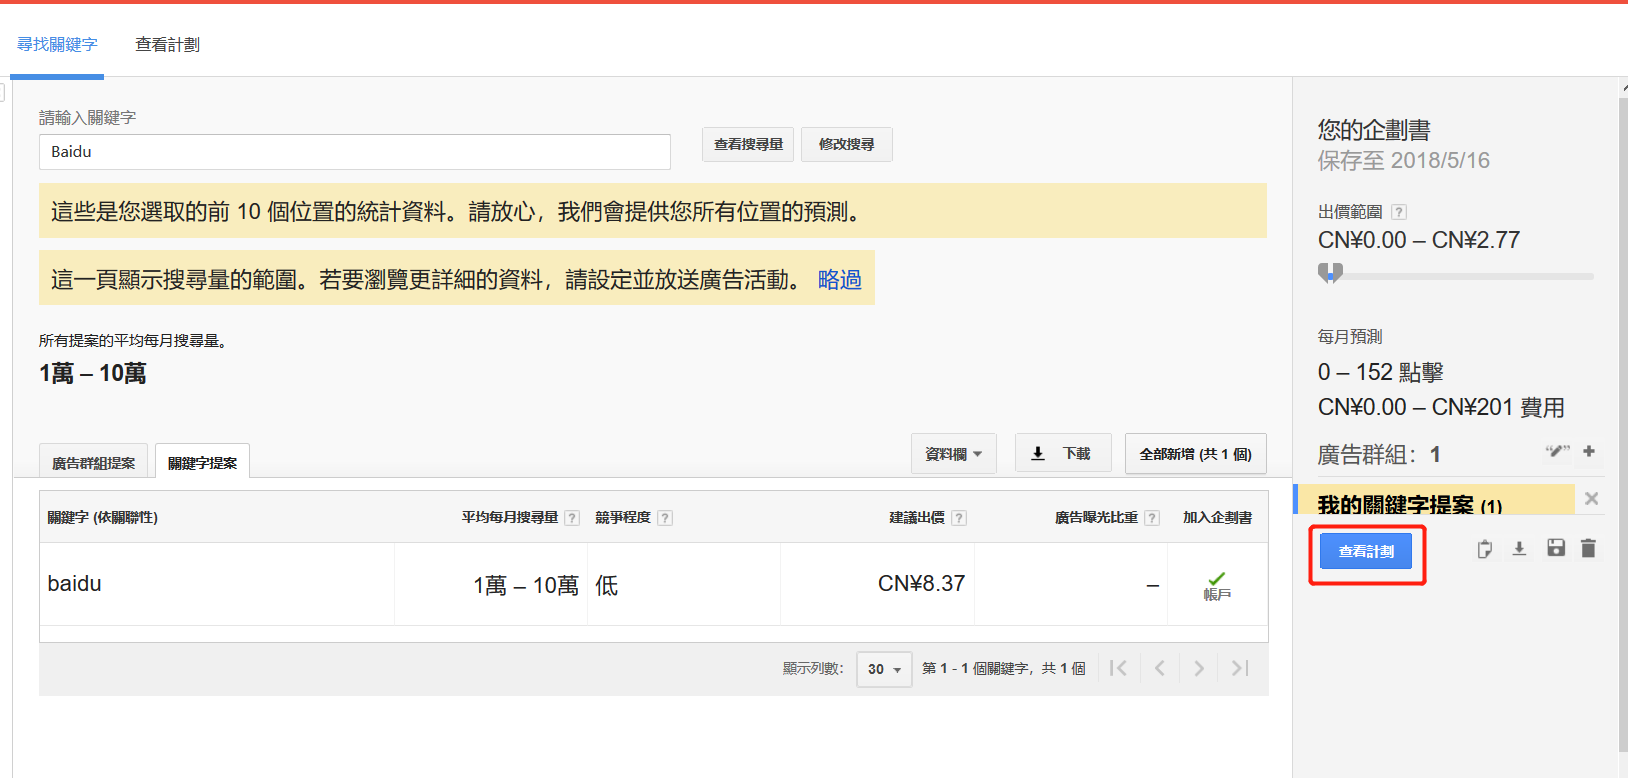 尋找關鍵字
查看計劃
請輸入關鍵字
Baidu
查看搜尋量
修改搜尋
這些是您選取的前 10 個位置的統計資料。請放心，我們會提供您所有位置的預測。
這一頁顯示搜尋量的範圍。若要瀏覽更詳細的資料，請設定並放送廣告活動。 略過
所有提案的平均每月搜尋量。
1萬 – 10萬
廣告群組提案
關鍵字提案
資料欄
下載
全部新增 (共 1 個)
關鍵字 (依關聯性)
平均每月搜尋量 ?
競爭程度 ?
建議出價 ?
廣告曝光比重 ?
加入企劃書
baidu
1萬 – 10萬
低
CN¥8.37
–
帳戶
顯示列數：
30
第 1 - 1 個關鍵字，共 1 個
您的企劃書
保存至 2018/5/16
出價範圍 ?
CN¥0.00 – CN¥2.77
每月預測
0 – 152 點擊
CN¥0.00 – CN¥201 費用
廣告群組： 1
我的關鍵字提案 (1)
查看計劃